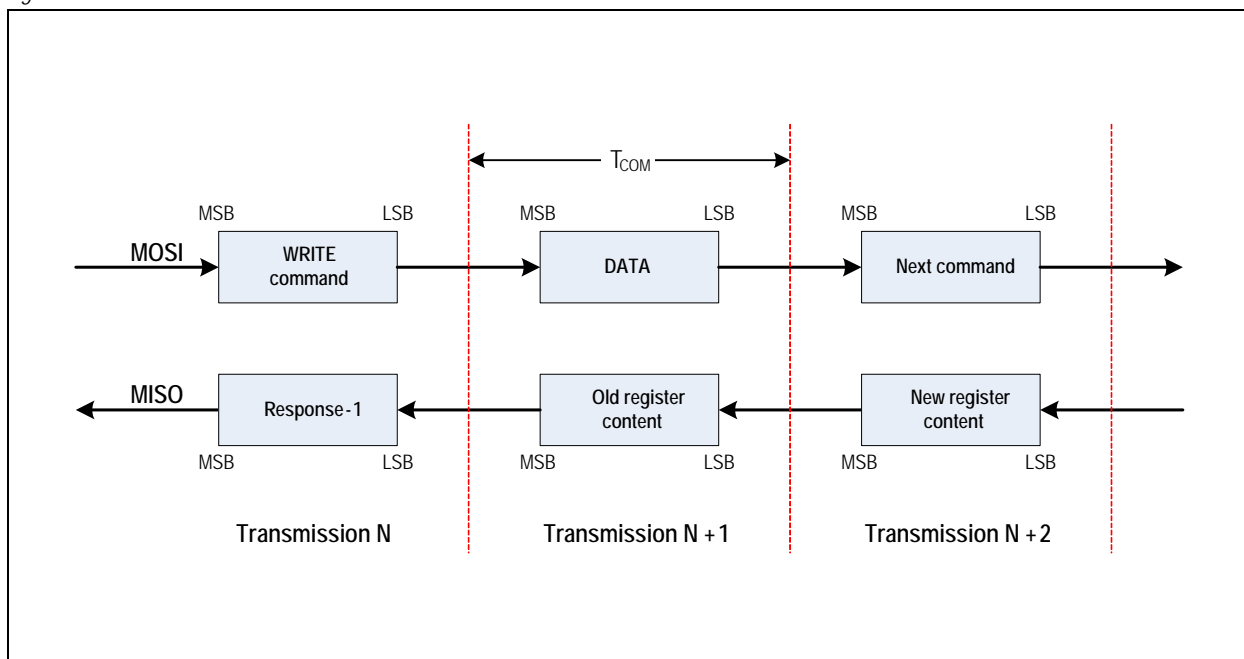 T_COM
MSB LSB MSB LSB MSB LSB
MOSI
WRITE
command
DATA
Next command
MISO
Response-1
Old register
content
New register
content
MSB LSB MSB LSB MSB LSB
Transmission N Transmission N+1 Transmission N+2